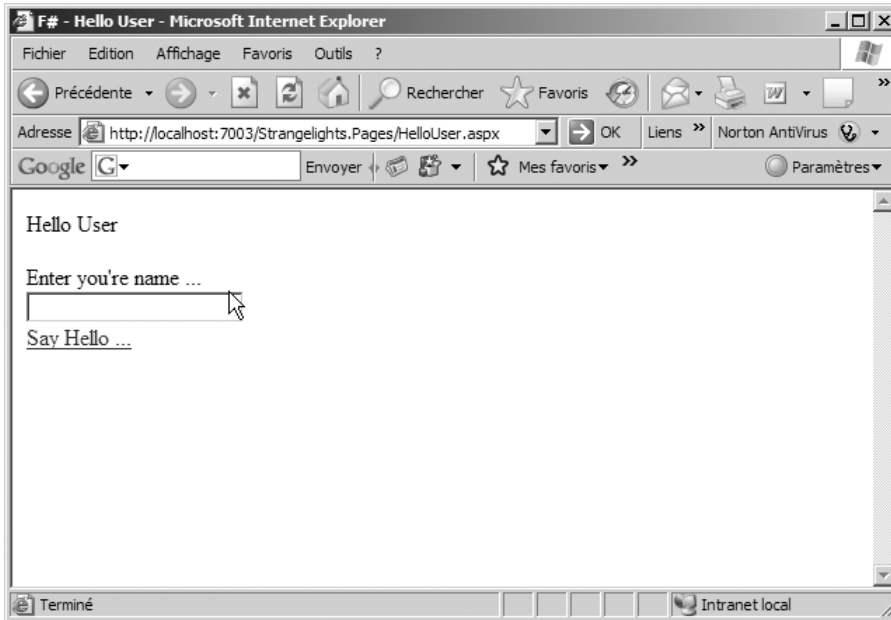 F# - Hello User - Microsoft Internet Explorer
Fichier Edition Affichage Favoris Outils ?
Précédente Rechercher Favoris W »
Adresse http://localhost:7003/Strangelights.Pages/HelloUser.aspx OK Liens » Norton AntiVirus
Google G Envoyer Mes favoris » Paramètres
Hello User
Enter you're name ...
Say Hello ...
Terminé Intranet local